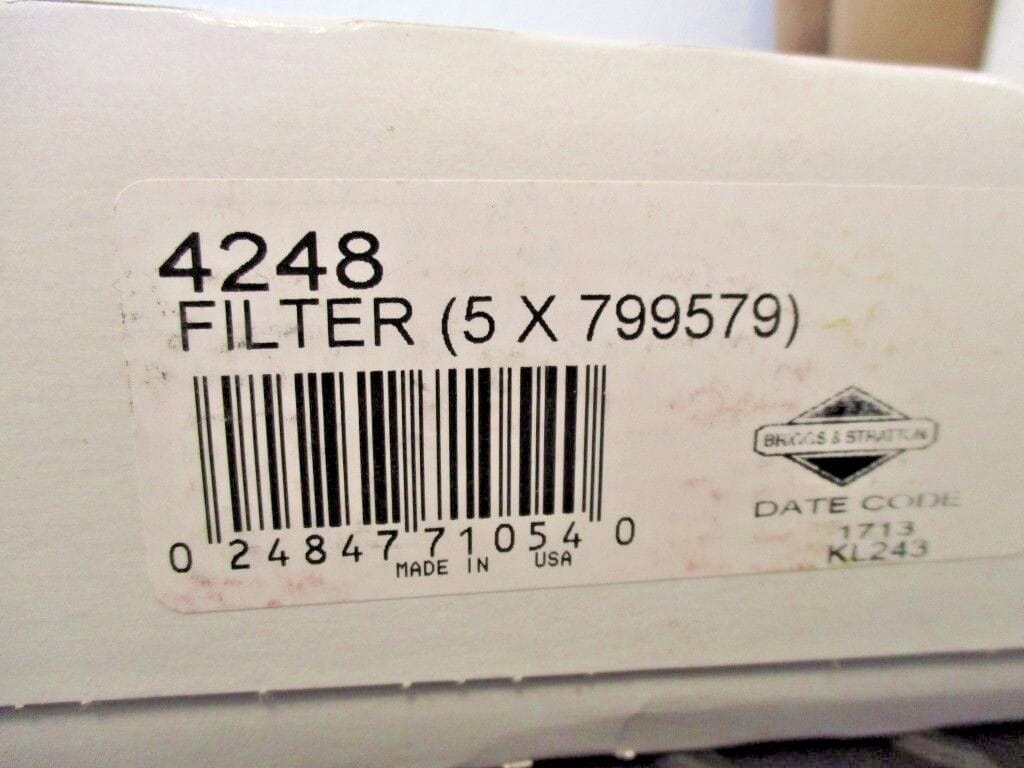 4248
FILTER (5 X 799579)
0 24847 71054 0
MADE IN USA
BRIGGS & STRATTON
DATE CODE
1713
KL243